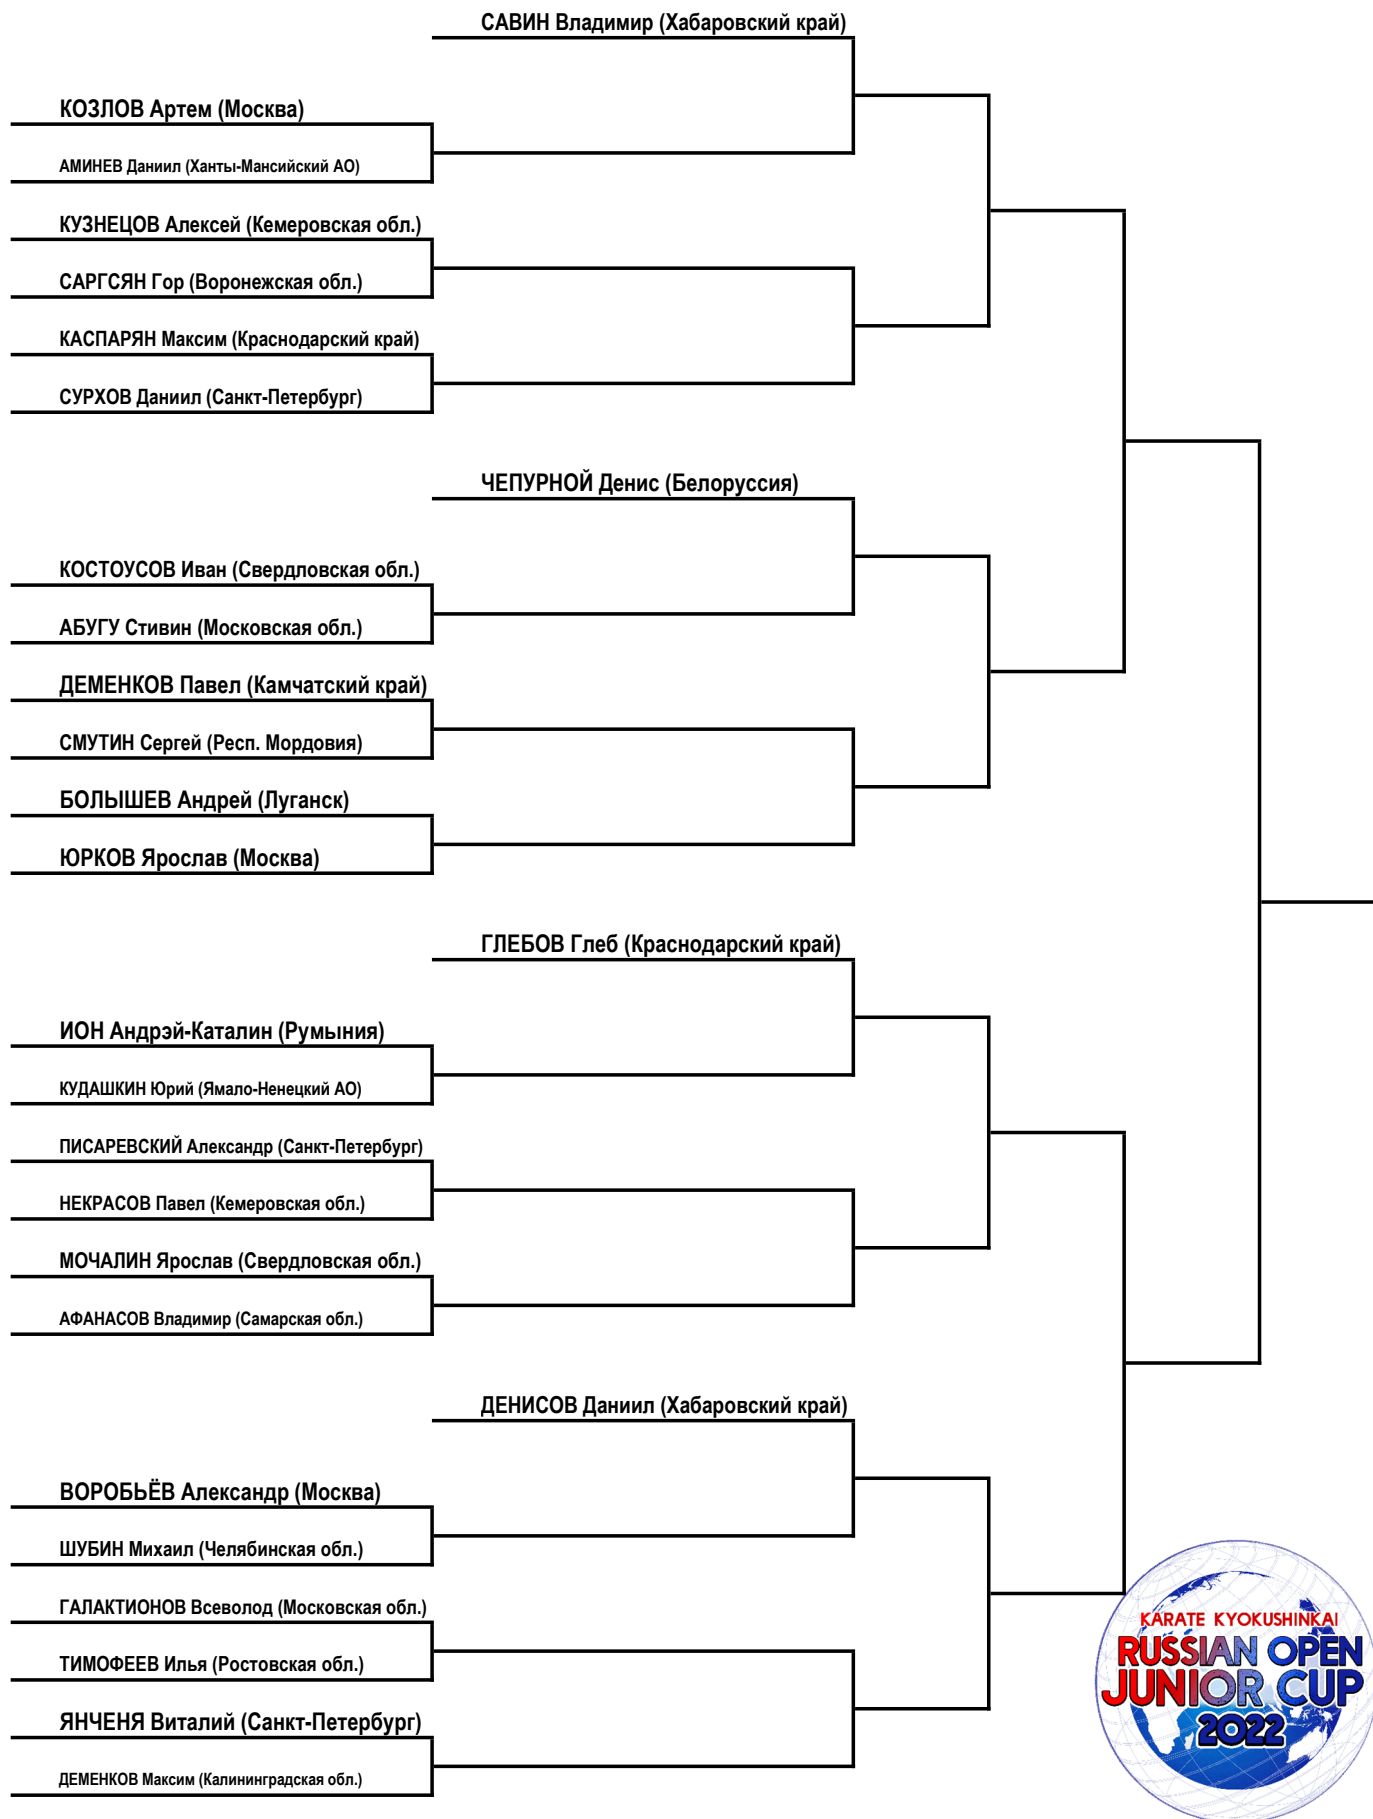 САВИН Владимир (Хабаровский край)
КОЗЛОВ Артем (Москва)
АМИНЕВ Даниил (Ханты-Мансийский АО)
КУЗНЕЦОВ Алексей (Кемеровская обл.)
САРГСЯН Гор (Воронежская обл.)
КАСПАРЯН Максим (Краснодарский край)
СУРХОВ Даниил (Санкт-Петербург)
ЧЕПУРНОЙ Денис (Белоруссия)
КОСТОУСОВ Иван (Свердловская обл.)
АБУГУ Стивин (Московская обл.)
ДЕМЕНКОВ Павел (Камчатский край)
СМУТИН Сергей (Респ. Мордовия)
БОЛЫШЕВ Андрей (Луганск)
ЮРКОВ Ярослав (Москва)
ГЛЕБОВ Глеб (Краснодарский край)
ИОН Андрэй-Каталин (Румыния)
КУДАШКИН Юрий (Ямало-Ненецкий АО)
ПИСАРЕВСКИЙ Александр (Санкт-Петербург)
НЕКРАСОВ Павел (Кемеровская обл.)
МОЧАЛИН Ярослав (Свердловская обл.)
АФАНАСОВ Владимир (Самарская обл.)
ДЕНИСОВ Даниил (Хабаровский край)
ВОРОБЬЁВ Александр (Москва)
ШУБИН Михаил (Челябинская обл.)
ГАЛАКТИОНОВ Всеволод (Московская обл.)
ТИМОФЕЕВ Илья (Ростовская обл.)
ЯНЧЕНЯ Виталий (Санкт-Петербург)
ДЕМЕНКОВ Максим (Калининградская обл.)
KARATE KYOKUSHINKAI
RUSSIAN OPEN
JUNIOR CUP
2022